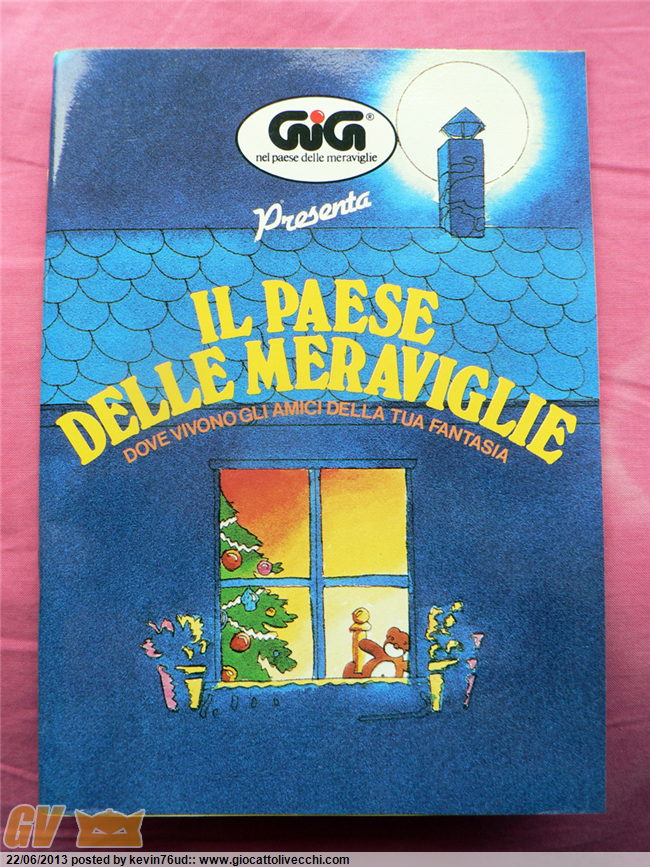 GiG®
nel paese delle meraviglie
Presenta
IL PAESE
DELLE MERAVIGLIE
DOVE VIVONO GLI AMICI DELLA TUA FANTASIA
GV
22/06/2013 posted by kevin76ud:: www.giocattolivecchi.com